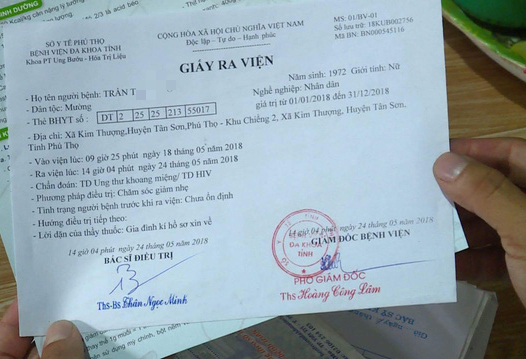 SỞ Y TẾ PHÚ THỌ
BỆNH VIỆN ĐA KHOA TỈNH
Khoa PT Ung Bướu - Hóa Trị Liệu
CỘNG HÒA XÃ HỘI CHỦ NGHĨA VIỆT NAM
Độc lập - Tự do - Hạnh phúc
MS: 01/BV-01
Số lưu trữ: 18KUB002756
Mã BN: BN000545116
GIẤY RA VIỆN
- Họ tên người bệnh: TRẦN T
Năm sinh: 1972 Giới tính: Nữ
- Dân tộc: Mường
Nghề nghiệp: Nhân dân
- Thẻ BHYT số : DT 2 25 25 213 55017
giá trị từ 01/01/2018 đến 31/12/2018
- Địa chỉ: Xã Kim Thượng,Huyện Tân Sơn,Phú Thọ - Khu Chiềng 2, Xã Kim Thượng, Huyện Tân Sơn,
Tỉnh Phú Thọ
- Vào viện lúc: 09 giờ 25 phút ngày 18 tháng 05 năm 2018
- Ra viện lúc: 14 giờ 04 phút ngày 24 tháng 05 năm 2018
- Chẩn đoán: TD Ung thư khoang miệng/ TD HIV
- Phương pháp điều trị: Chăm sóc giảm nhẹ
- Tình trạng người bệnh trước khi ra viện: Chưa ổn định
- Hướng điều trị tiếp theo:
- Lời dặn của thầy thuốc: Gia đình kí hồ sơ xin về
14 giờ 04 phút ngày 24 tháng 05 năm 2018
BÁC SĨ ĐIỀU TRỊ
Ths-Bs Trần Ngọc Minh
14 giờ 04 phút ngày 24 tháng 05 năm 2018
GIÁM ĐỐC BỆNH VIỆN
ĐA KHOA
TỈNH
PHÓ GIÁM ĐỐC
Ths Hoàng Công Lâm